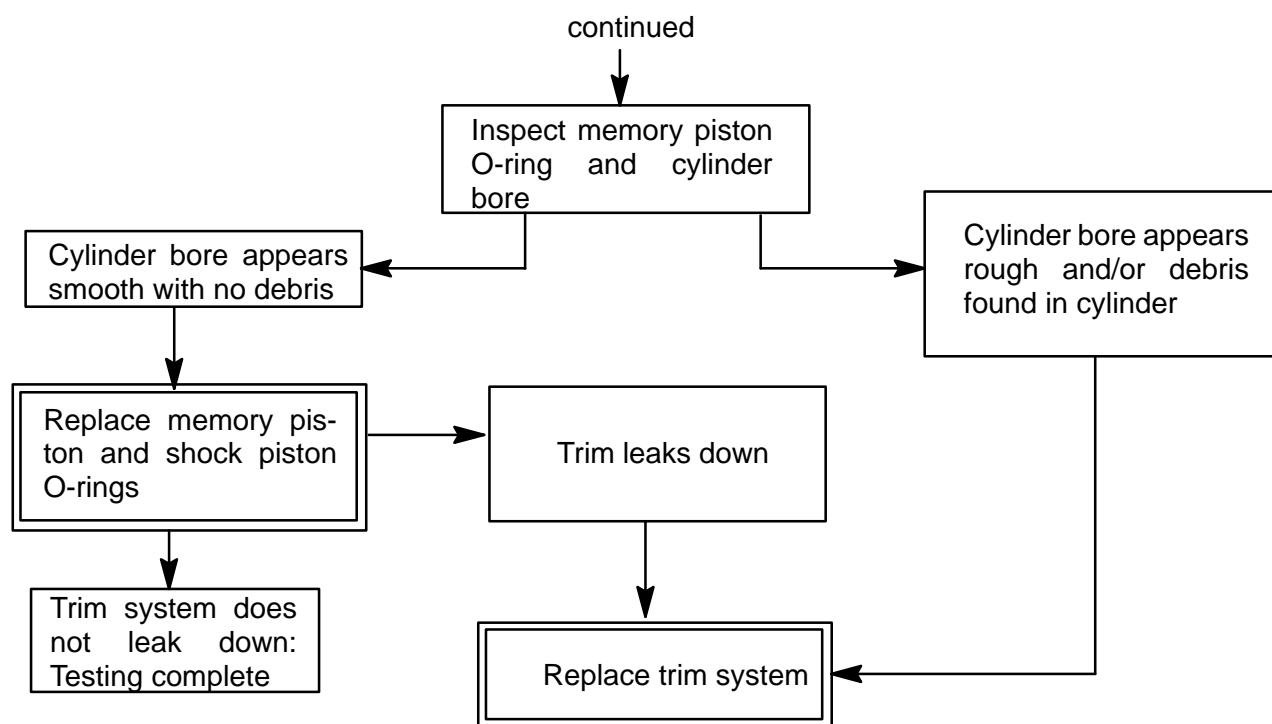 continued
Inspect memory piston
O-ring and cylinder
bore
Cylinder bore appears
smooth with no debris
Cylinder bore appears
rough and/or debris
found in cylinder
Replace memory pis-
ton and shock piston
O-rings
Trim leaks down
Trim system does
not leak down:
Testing complete
Replace trim system